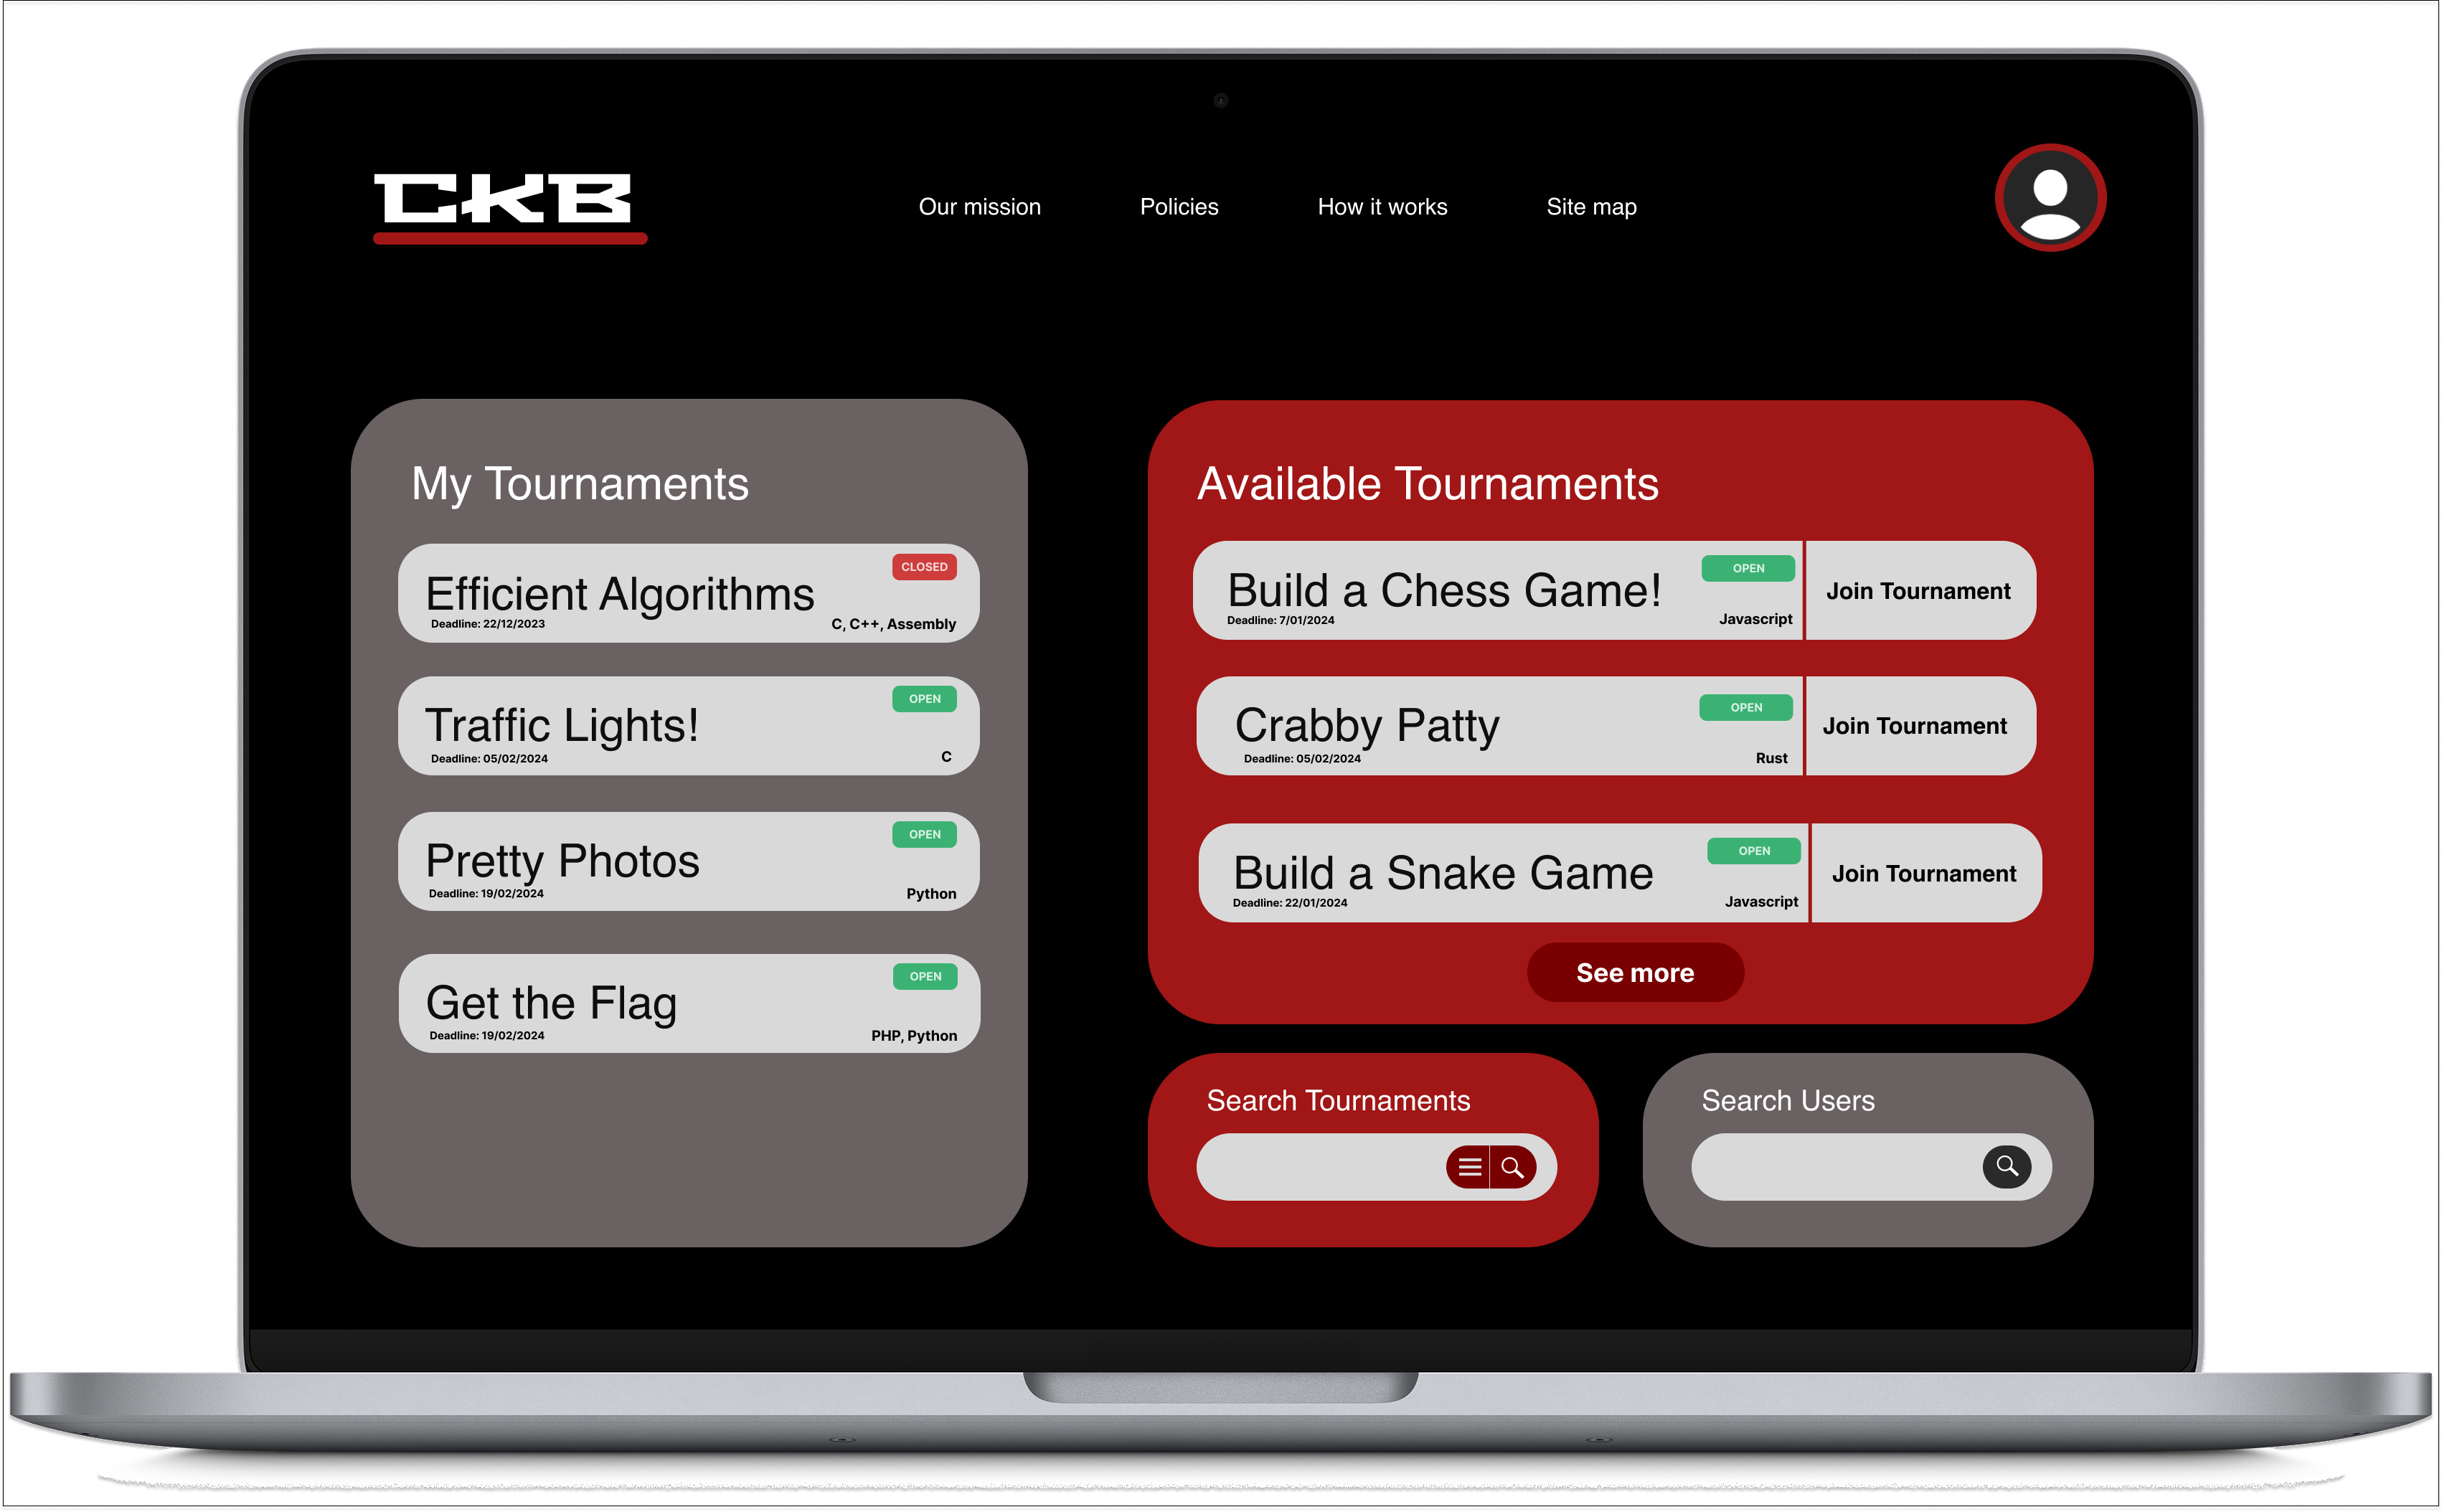 CKB
Our mission
Policies
How it works
Site map
My Tournaments
CLOSED
Efficient Algorithms
Deadline: 22/12/2023
C, C++, Assembly
OPEN
Traffic Lights!
Deadline: 05/02/2024
C
OPEN
Pretty Photos
Deadline: 19/02/2024
Python
OPEN
Get the Flag
Deadline: 19/02/2024
PHP, Python
Available Tournaments
OPEN
Build a Chess Game!
Deadline: 7/01/2024
Javascript
Join Tournament
OPEN
Crabby Patty
Deadline: 05/02/2024
Rust
Join Tournament
OPEN
Build a Snake Game
Deadline: 22/01/2024
Javascript
Join Tournament
See more
Search Tournaments
Search Users